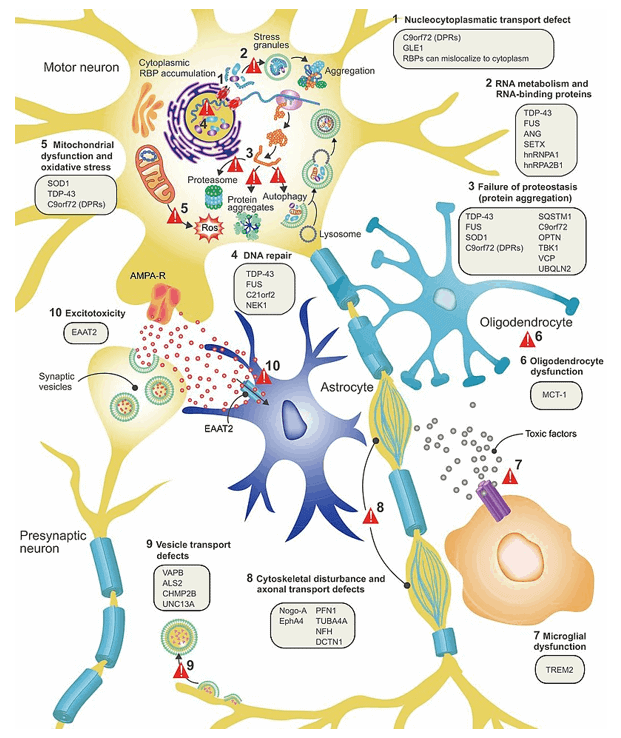 1 Nucleocytoplasmatic transport defect
C9orf72 (DPRs)
GLE1
RBPs can mislocalize to cytoplasm
Stress
granules
Motor neuron
Cytoplasmic
RBP accumulation
2
Aggregation
1
4
2 RNA metabolism and
RNA-binding proteins
TDP-43
FUS
ANG
SETX
hnRNPA1
hnRPA2B1
5 Mitochondrial
dysfunction and
oxidative stress
SOD1
TDP-43
C9orf72 (DPRs)
3
Proteasome
Protein
aggregates
Autophagy
Lysosome
5
Ros
3 Failure of proteostasis
(protein aggregation)
TDP-43
FUS
SOD1
C9orf72 (DPRs)
SQSTM1
C9orf72
OPTN
TBK1
VCP
UBQLN2
4 DNA repair
TDP-43
FUS
C21orf2
NEK1
AMPA-R
10 Excitotoxicity
EAAT2
Oligodendrocyte
6
6 Oligodendrocyte
dysfunction
MCT-1
Synaptic
vesicles
10
Astrocyte
EAAT2
Toxic factors
7
8
Presynaptic
neuron
9 Vesicle transport
defects
VAPB
ALS2
CHMP2B
UNC13A
8 Cytoskeletal disturbance and
axonal transport defects
Nogo-A
EphA4
PFN1
TUBA4A
NFH
DCTN1
7 Microglial
dysfunction
TREM2
9